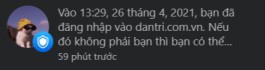 Vào 13:29, 26 tháng 4, 2021, bạn đã
đăng nhập vào dantri.com.vn. Nếu
đó không phải bạn thì bạn có thể...
59 phút trước